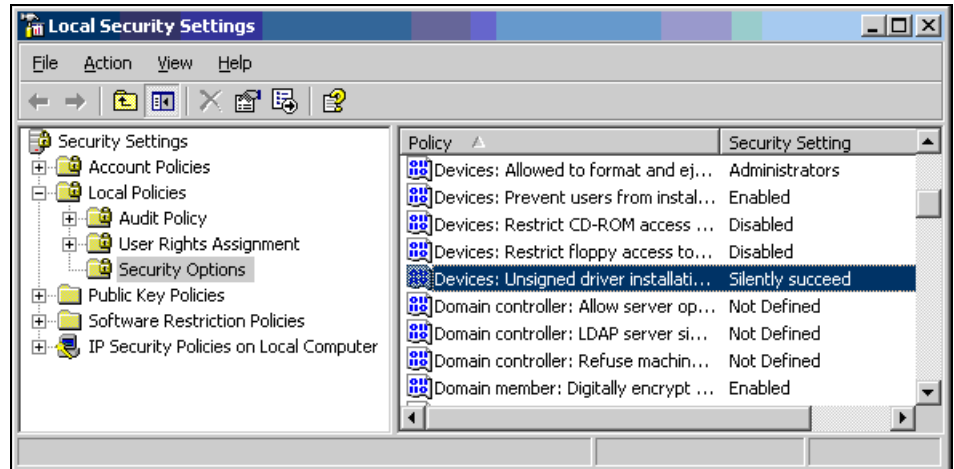 Local Security Settings
File Action View Help
Security Settings
Account Policies
Local Policies
Audit Policy
User Rights Assignment
Security Options
Public Key Policies
Software Restriction Policies
IP Security Policies on Local Computer
Policy Security Setting
Devices: Allowed to format and ej... Administrators
Devices: Prevent users from instal... Enabled
Devices: Restrict CD-ROM access ... Disabled
Devices: Restrict floppy access to... Disabled
Devices: Unsigned driver installati... Silently succeed
Domain controller: Allow server op... Not Defined
Domain controller: LDAP server si... Not Defined
Domain controller: Refuse machin... Not Defined
Domain member: Digitally encrypt ... Enabled